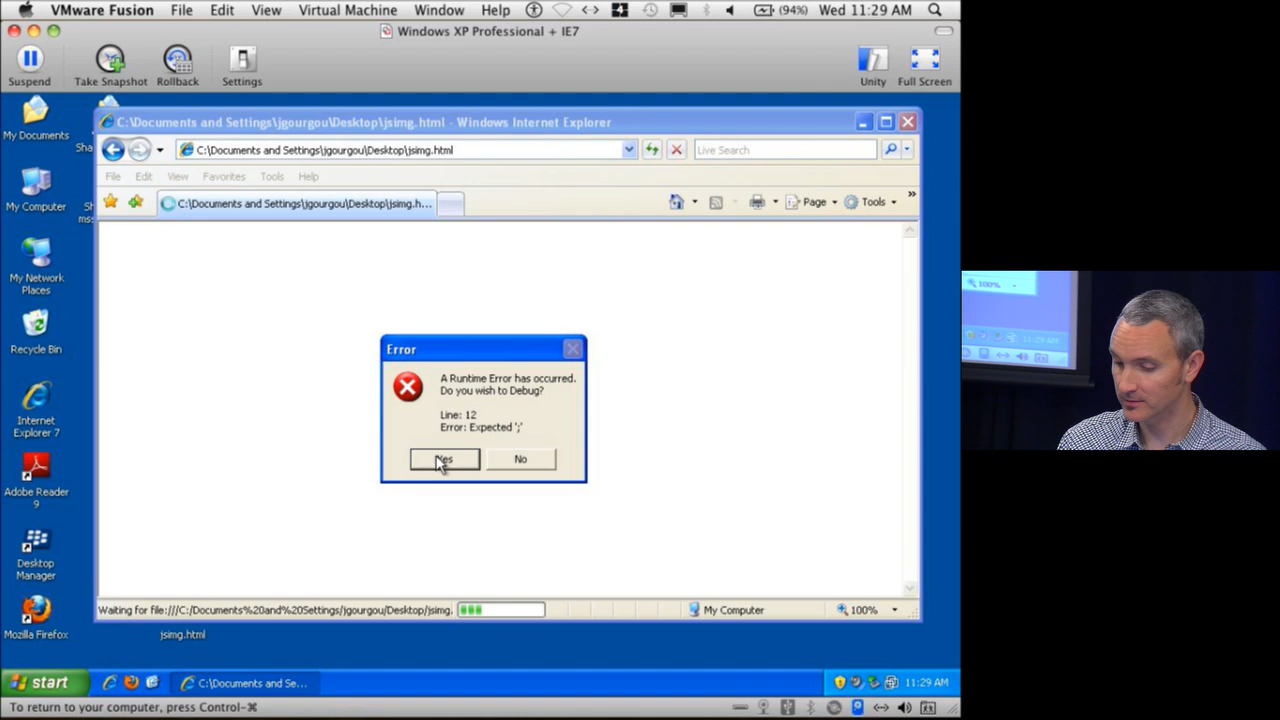 VMware Fusion File Edit View Virtual Machine Window Help 4 (94%) Wed 11:29 AM
Windows XP Professional + IE7
Suspend Take Snapshot Rollback Settings Unity Full Screen
My Documents
Sha
C:\Documents and Settings\jgourgou\Desktop\jsimg.html - Windows Internet Explorer
C:\Documents and Settings\jgourgou\Desktop\jsimg.html Live Search
File Edit View Favorites Tools Help
C:\Documents and Settings\jgourgou\Desktop\jsimg.h... Page Tools
My Computer
My Network
Places
Recycle Bin
Internet
Explorer 7
Adobe Reader
9
Desktop
Manager
Mozilla Firefox
Error
A Runtime Error has occurred.
Do you wish to Debug?
Line: 12
Error: Expected ';'
Yes No
Waiting for file:///C:/Documents%20and%20Settings/jgourgou/Desktop/jsimg. My Computer 100%
jsimg.html
start C:\Documents and Se... 11:29 AM
To return to your computer, press Control-⌘
100%
11:29 AM